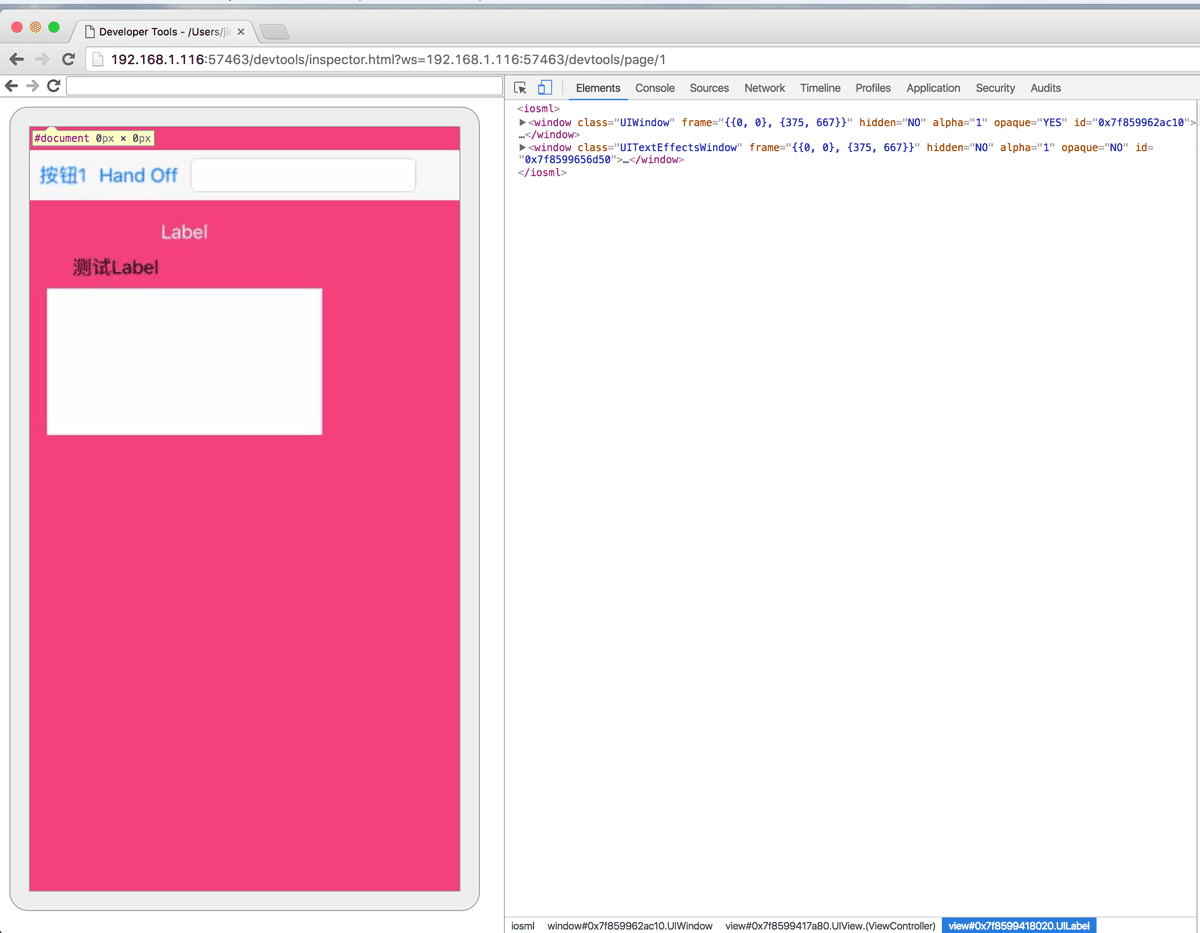 Developer Tools - /Users/ji
192.168.1.116:57463/devtools/inspector.html?ws=192.168.1.116:57463/devtools/page/1
Elements Console Sources Network Timeline Profiles Application Security Audits
#document 0px × 0px
按钮1 Hand Off
Label
测试Label
<iosml>
▶<window class="UIWindow" frame="{{0, 0}, {375, 667}}" hidden="NO" alpha="1" opaque="YES" id="0x7f859962ac10">
…</window>
▶<window class="UITextEffectsWindow" frame="{{0, 0}, {375, 667}}" hidden="NO" alpha="1" opaque="NO" id=
"0x7f8599656d50">…</window>
</iosml>
iosml window#0x7f859962ac10.UIWindow view#0x7f8599417a80.UIView.(ViewController) view#0x7f8599418020.UILabel